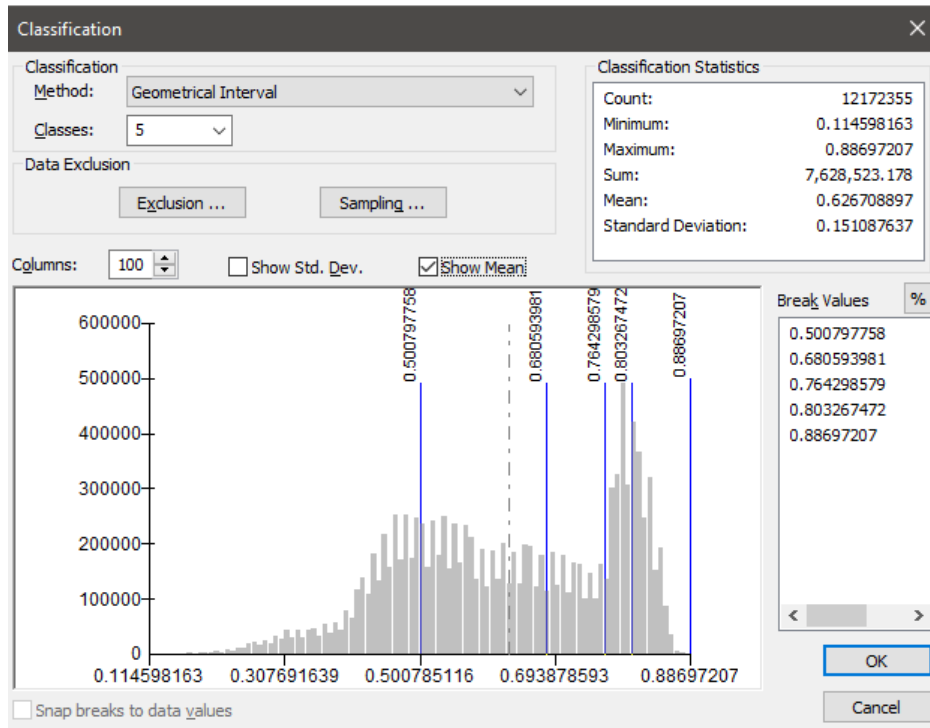 Classification
Classification
Method: Geometrical Interval
Classes: 5
Data Exclusion
Exclusion ...
Sampling ...
Classification Statistics
Count: 12172355
Minimum: 0.114598163
Maximum: 0.88697207
Sum: 7,628,523.178
Mean: 0.626708897
Standard Deviation: 0.151087637
Columns: 100
Show Std. Dev.
Show Mean
600000
500000
400000
300000
200000
100000
0
0.500797758
0.680593981
0.764298579
0.803267472
0.88697207
0.114598163
0.307691639
0.500785116
0.693878593
0.88697207
Break Values
%
0.500797758
0.680593981
0.764298579
0.803267472
0.88697207
OK
Cancel
Snap breaks to data values